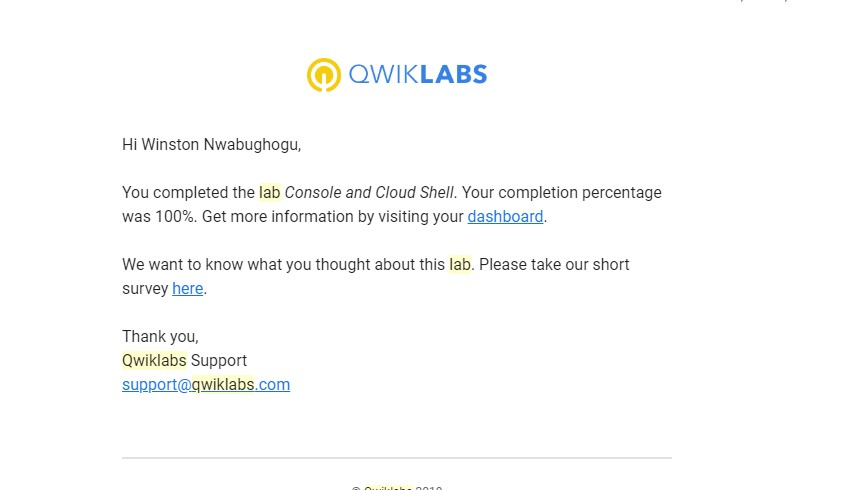 QWIKLABS
Hi Winston Nwabughogu,
You completed the lab Console and Cloud Shell. Your completion percentage
was 100%. Get more information by visiting your dashboard.
We want to know what you thought about this lab. Please take our short
survey here.
Thank you,
Qwiklabs Support
support@qwiklabs.com
© Qwiklabs